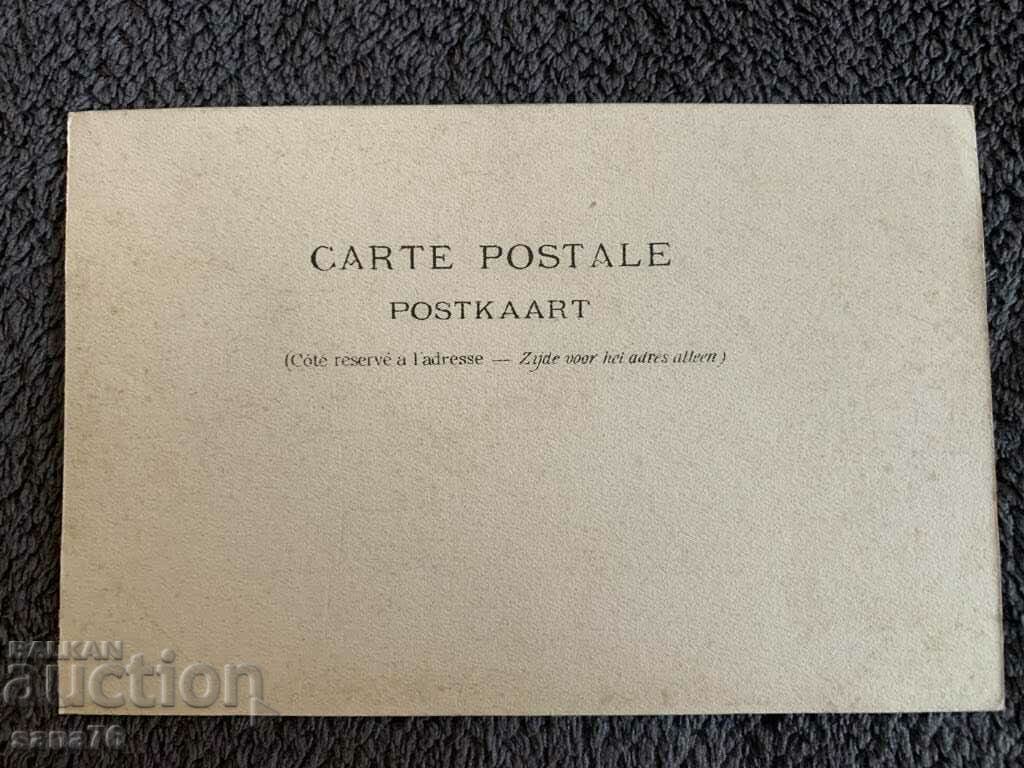 CARTE POSTALE
POSTKAART
(Côté reservé a l'adresse — Zijde voor het adres alleen)
BALKAN
auction
sana76